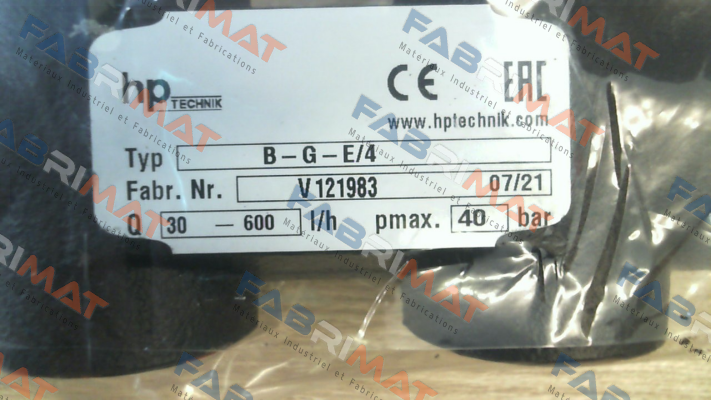 hp TECHNIK CE EAC
www.hptechnik.com
Typ B-G-E/4
Fabr. Nr. V121983 07/21
Q 30 - 600 l/h pmax. 40 bar
FABRIMAT
Matériaux Industriel et Fabrications